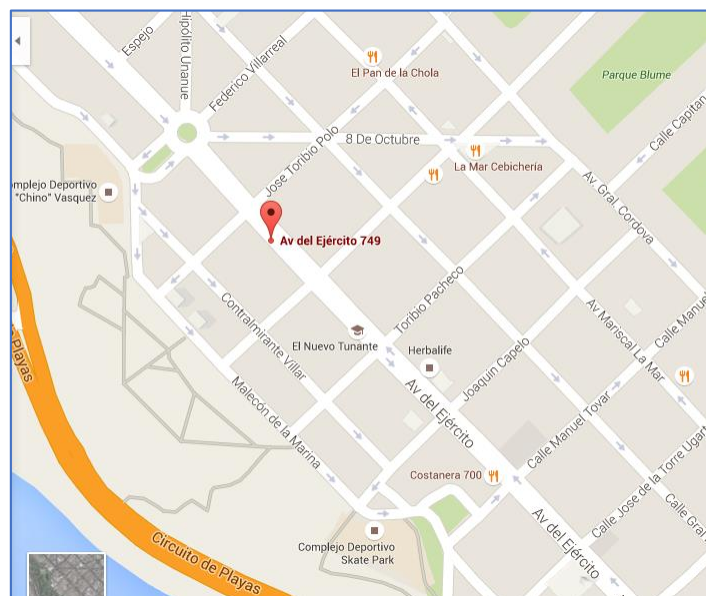 Espejo
Hipólito Unanue
Federico Villarreal
El Pan de la Chola
Parque Blume
Calle Capitan
8 De Octubre
Jose Toribio Polo
La Mar Cebichería
Av. Gral. Cordova
omplejo Deportivo
"Chino" Vasquez
Av del Ejército 749
Toribio Pacheco
Contralmirante Villar
El Nuevo Tunante
Herbalife
Av Mariscal La Mar
Calle Manuel
Playas
Joaquin Capelo
Malecón de la Marina
Av del Ejército
Calle Manuel Tovar
Costanera 700
Calle Jose de la Torre Ugart
Calle Gral.
Av del Ejército
Circuito de Playas
Complejo Deportivo
Skate Park